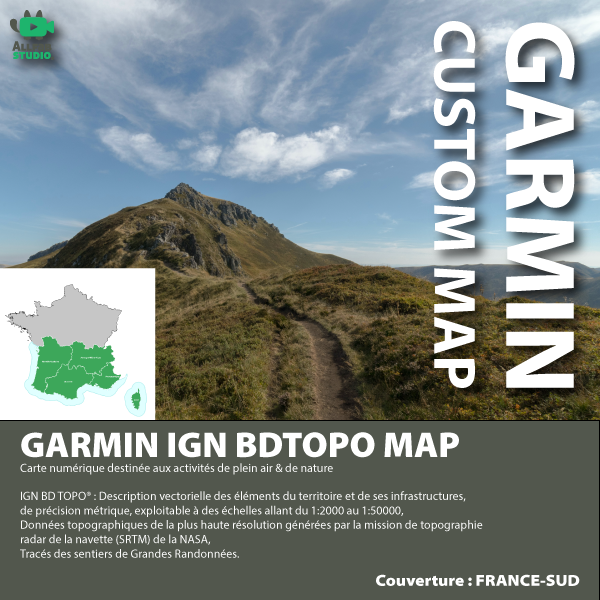 STUDIO
GARMIN
CUSTOM MAP
GARMIN IGN BDTOPO MAP
Carte numérique destinée aux activités de plein air & de nature
IGN BD TOPO® : Description vectorielle des éléments du territoire et de ses infrastructures,
de précision métrique, exploitable à des échelles allant du 1:2000 au 1:50000,
Données topographiques de la plus haute résolution générées par la mission de topographie
radar de la navette (SRTM) de la NASA,
Tracés des sentiers de Grandes Randonnées.
Couverture : FRANCE-SUD